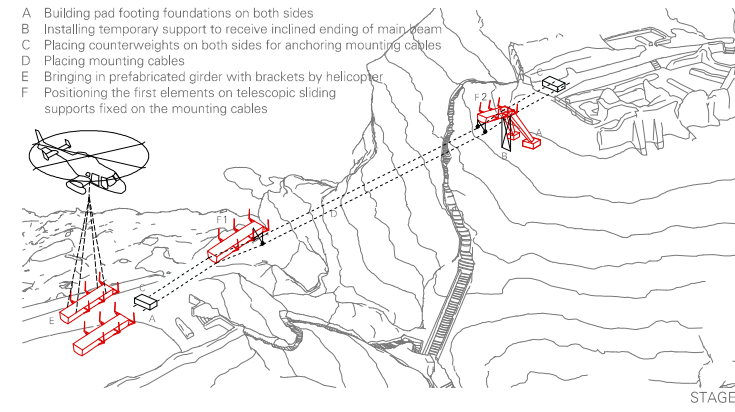 A Building pad footing foundations on both sides
B Installing temporary support to receive inclined ending of main beam
C Placing counterweights on both sides for anchoring mounting cables
D Placing mounting cables
E Bringing in prefabricated girder with brackets by helicopter
F Positioning the first elements on telescopic sliding
supports fixed on the mounting cables
C
F2
A
B
D
F1
C
A
E
STAGE